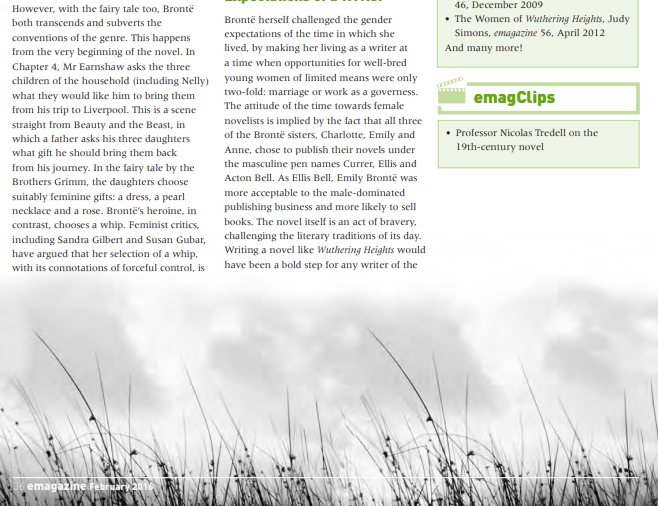 However, with the fairy tale too, Brontë
both transcends and subverts the
conventions of the genre. This happens
from the very beginning of the novel. In
Chapter 4, Mr Earnshaw asks the three
children of the household (including Nelly)
what they would like him to bring them
from his trip to Liverpool. This is a scene
straight from Beauty and the Beast, in
which a father asks his three daughters
what gift he should bring them back
from his journey. In the fairy tale by the
Brothers Grimm, the daughters choose
suitably feminine gifts: a dress, a pearl
necklace and a rose. Brontë's heroine, in
contrast, chooses a whip. Feminist critics,
including Sandra Gilbert and Susan Gubar,
have argued that her selection of a whip,
with its connotations of forceful control, is
Brontë herself challenged the gender
expectations of the time in which she
lived, by making her living as a writer at
a time when opportunities for well-bred
young women of limited means were only
two-fold: marriage or work as a governess.
The attitude of the time towards female
novelists is implied by the fact that all three
of the Brontë sisters, Charlotte, Emily and
Anne, chose to publish their novels under
the masculine pen names Currer, Ellis and
Acton Bell. As Ellis Bell, Emily Brontë was
more acceptable to the male-dominated
publishing business and more likely to sell
books. The novel itself is an act of bravery,
challenging the literary traditions of its day.
Writing a novel like Wuthering Heights would
have been a bold step for any writer of the
46, December 2009
• The Women of Wuthering Heights, Judy
Simons, emagazine 56, April 2012
And many more!
emagClips
• Professor Nicolas Tredell on the
19th-century novel
36 emagazine February 2016